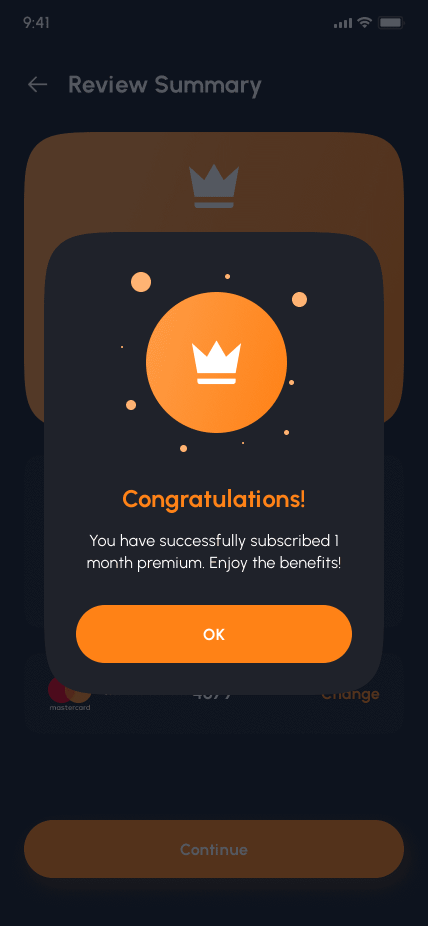 9:41
Review Summary
Congratulations!
You have successfully subscribed 1
month premium. Enjoy the benefits!
OK
Change
mastercard
Continue